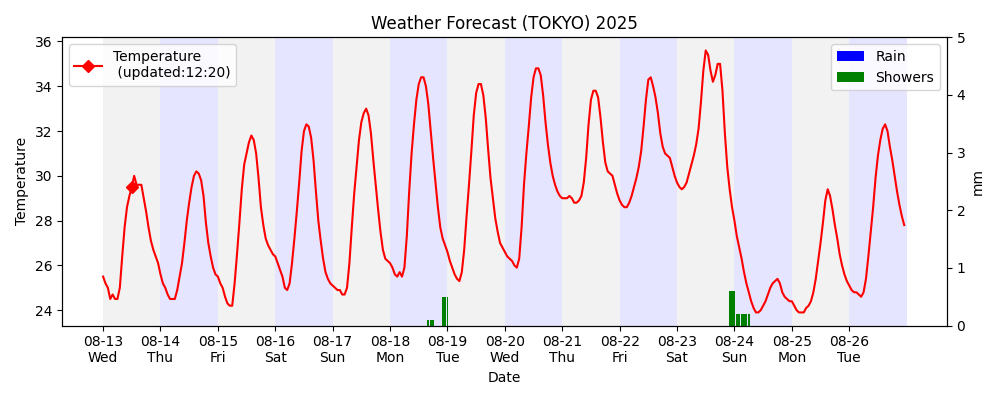 Weather Forecast (TOKYO) 2025
Temperature
(updated:12:20)
Rain
Showers
36
34
32
30
28
26
24
Temperature
5
4
3
2
1
0
mm
08-13 08-14 08-15 08-16 08-17 08-18 08-19 08-20 08-21 08-22 08-23 08-24 08-25 08-26
Wed Thu Fri Sat Sun Mon Tue Wed Thu Fri Sat Sun Mon Tue
Date